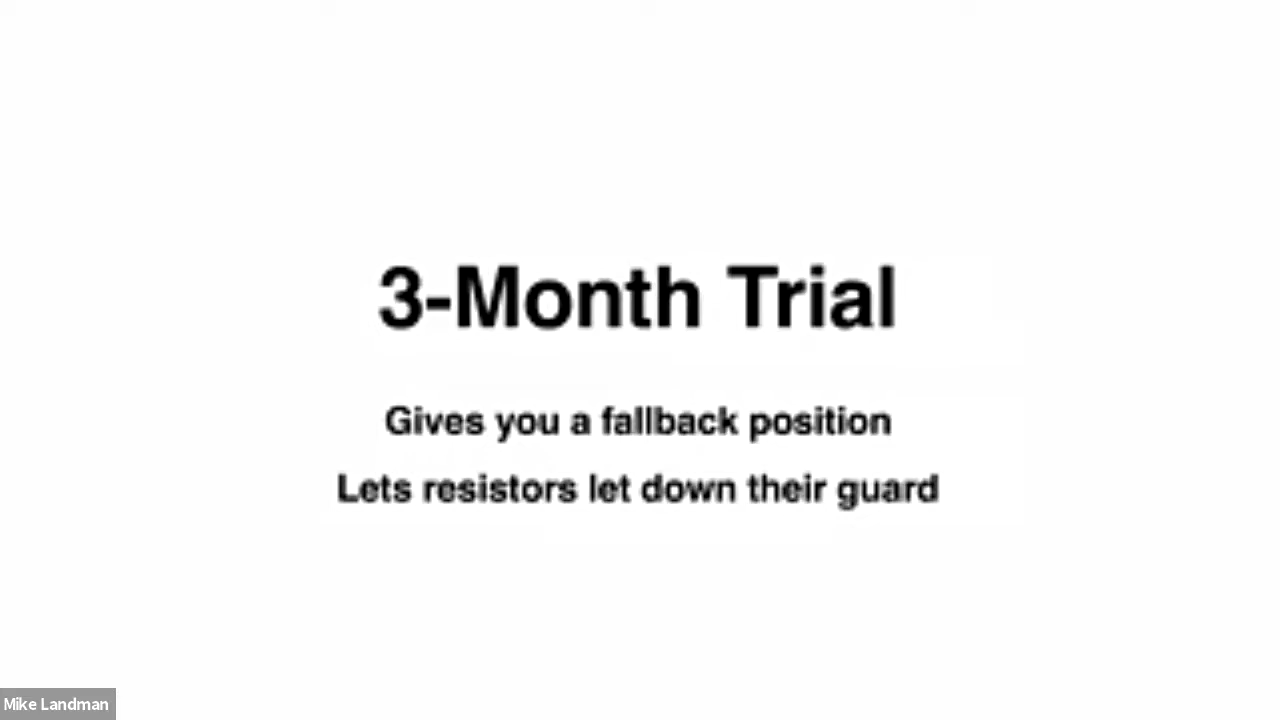 3-Month Trial
Gives you a fallback position
Lets resistors let down their guard
Mike Landman